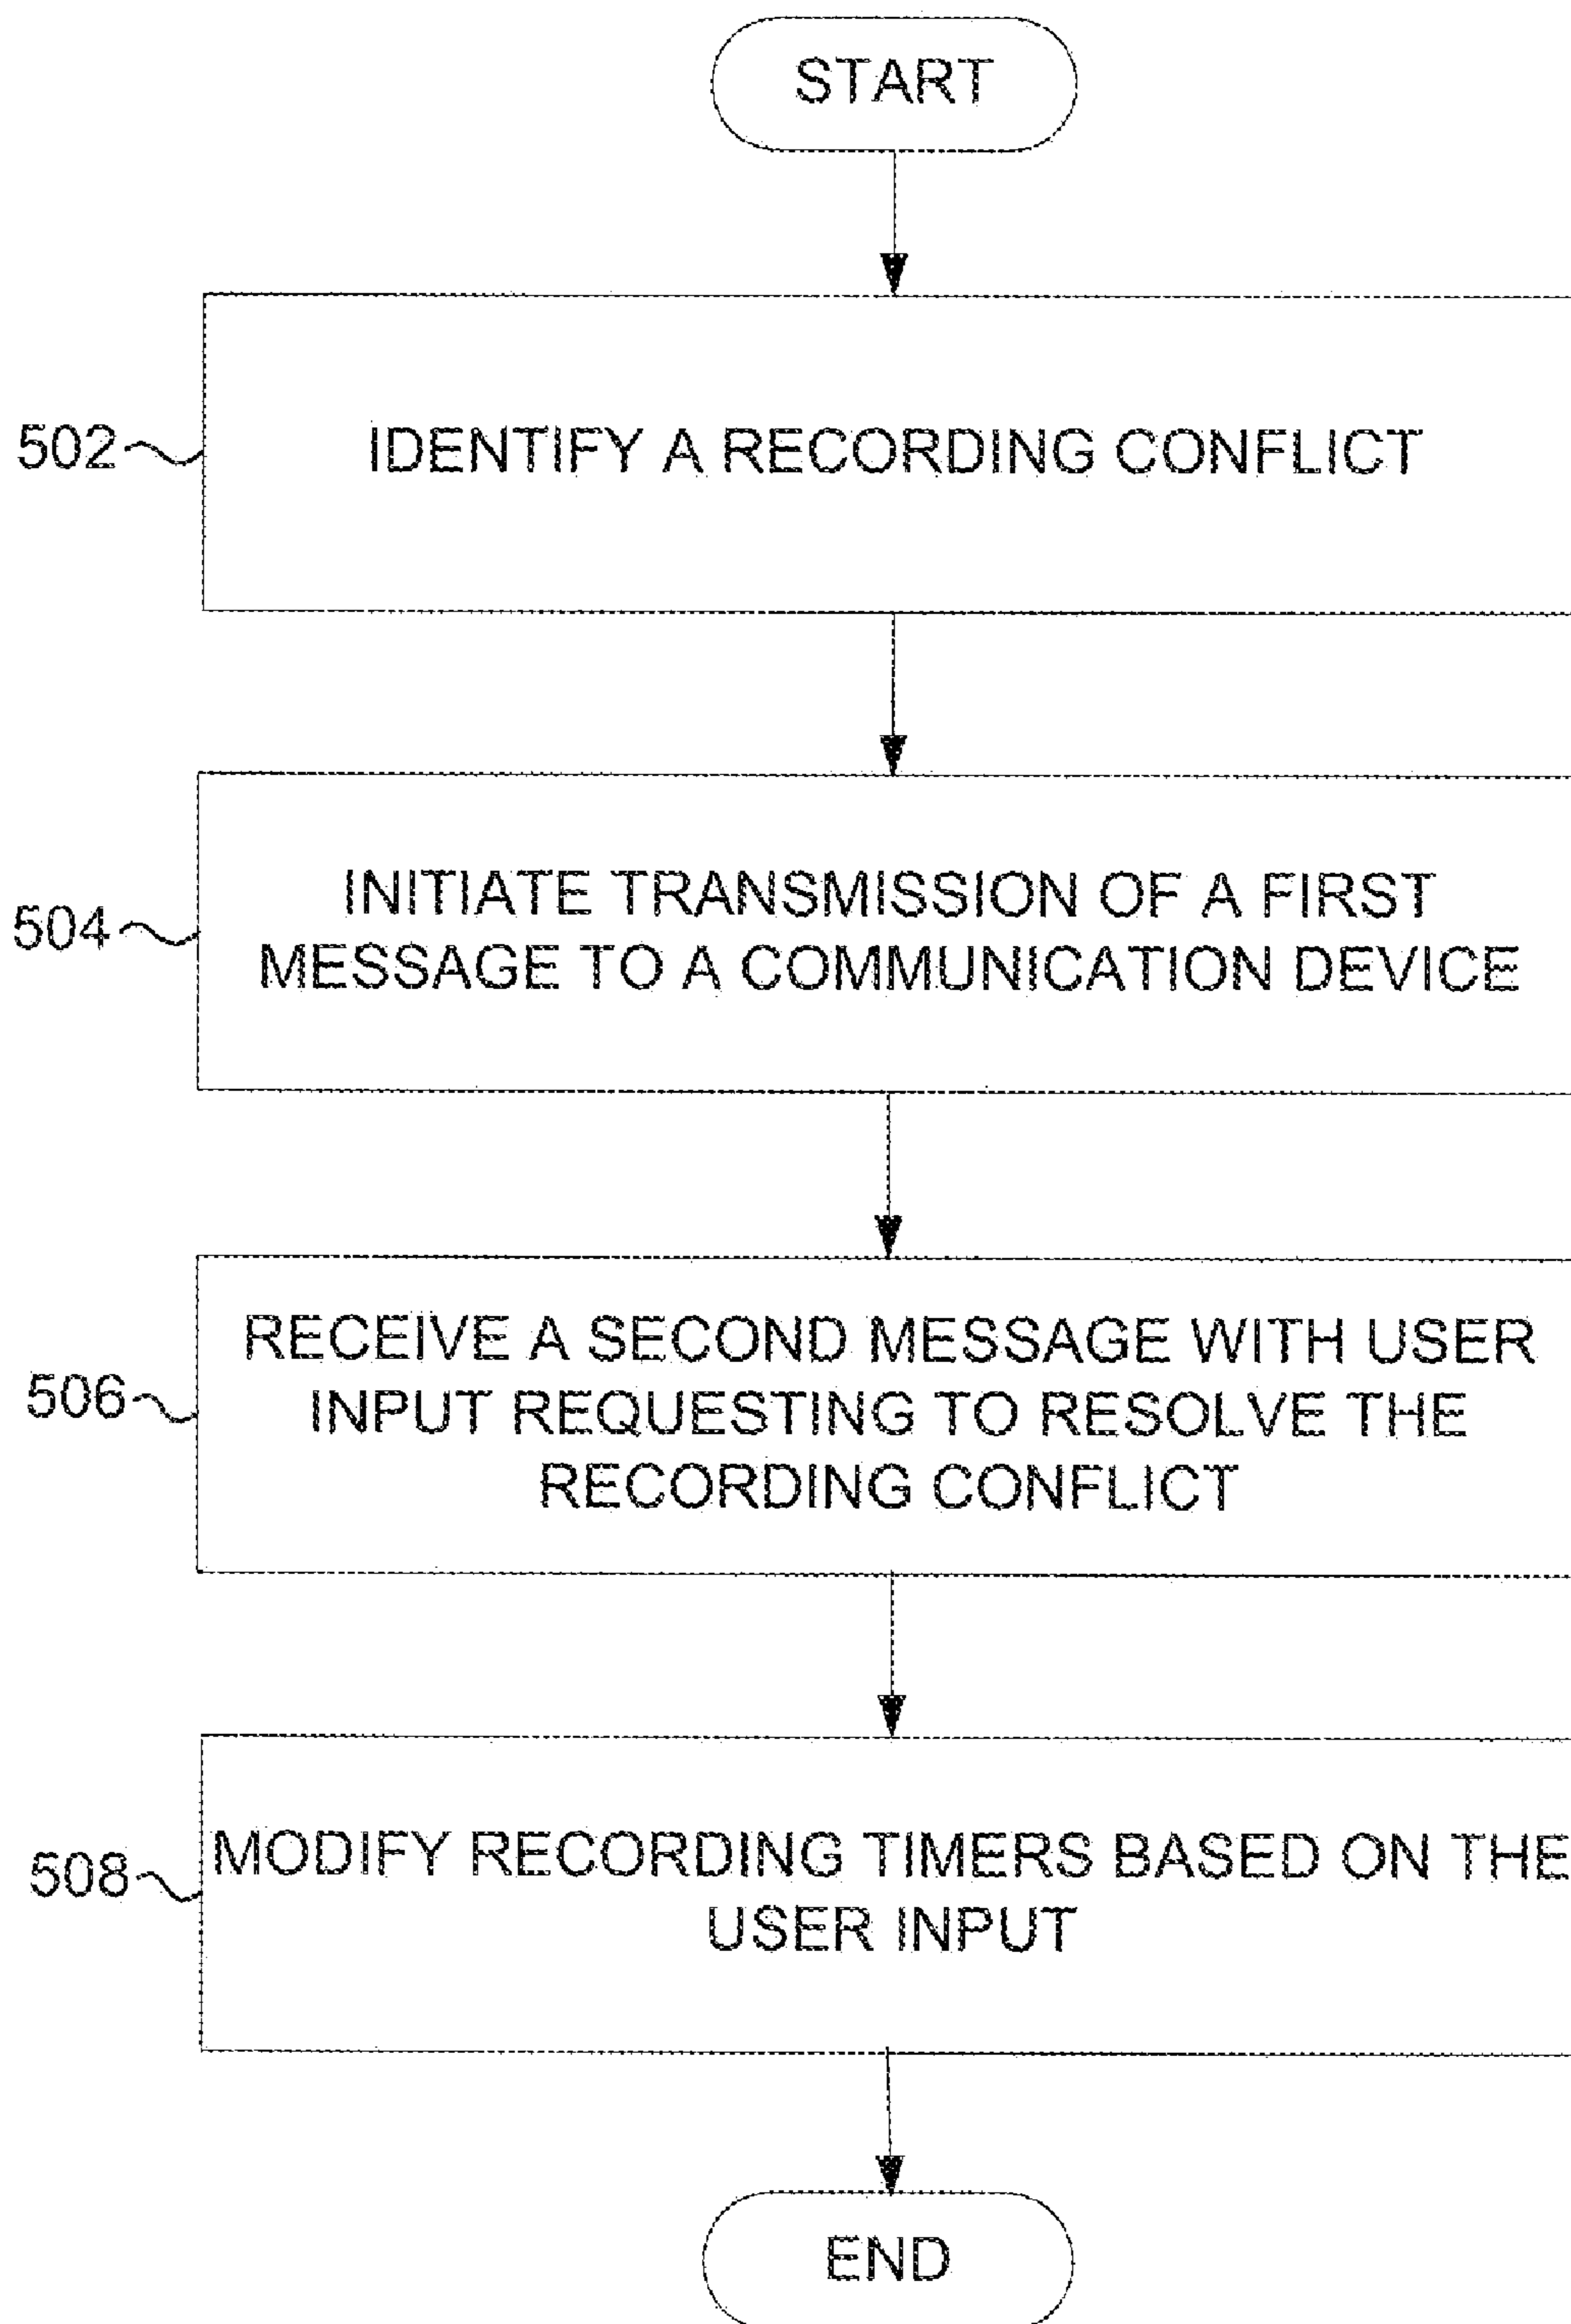 START
502
IDENTIFY A RECORDING CONFLICT
504
INITIATE TRANSMISSION OF A FIRST
MESSAGE TO A COMMUNICATION DEVICE
506
RECEIVE A SECOND MESSAGE WITH USER
INPUT REQUESTING TO RESOLVE THE
RECORDING CONFLICT
508
MODIFY RECORDING TIMERS BASED ON THE
USER INPUT
END